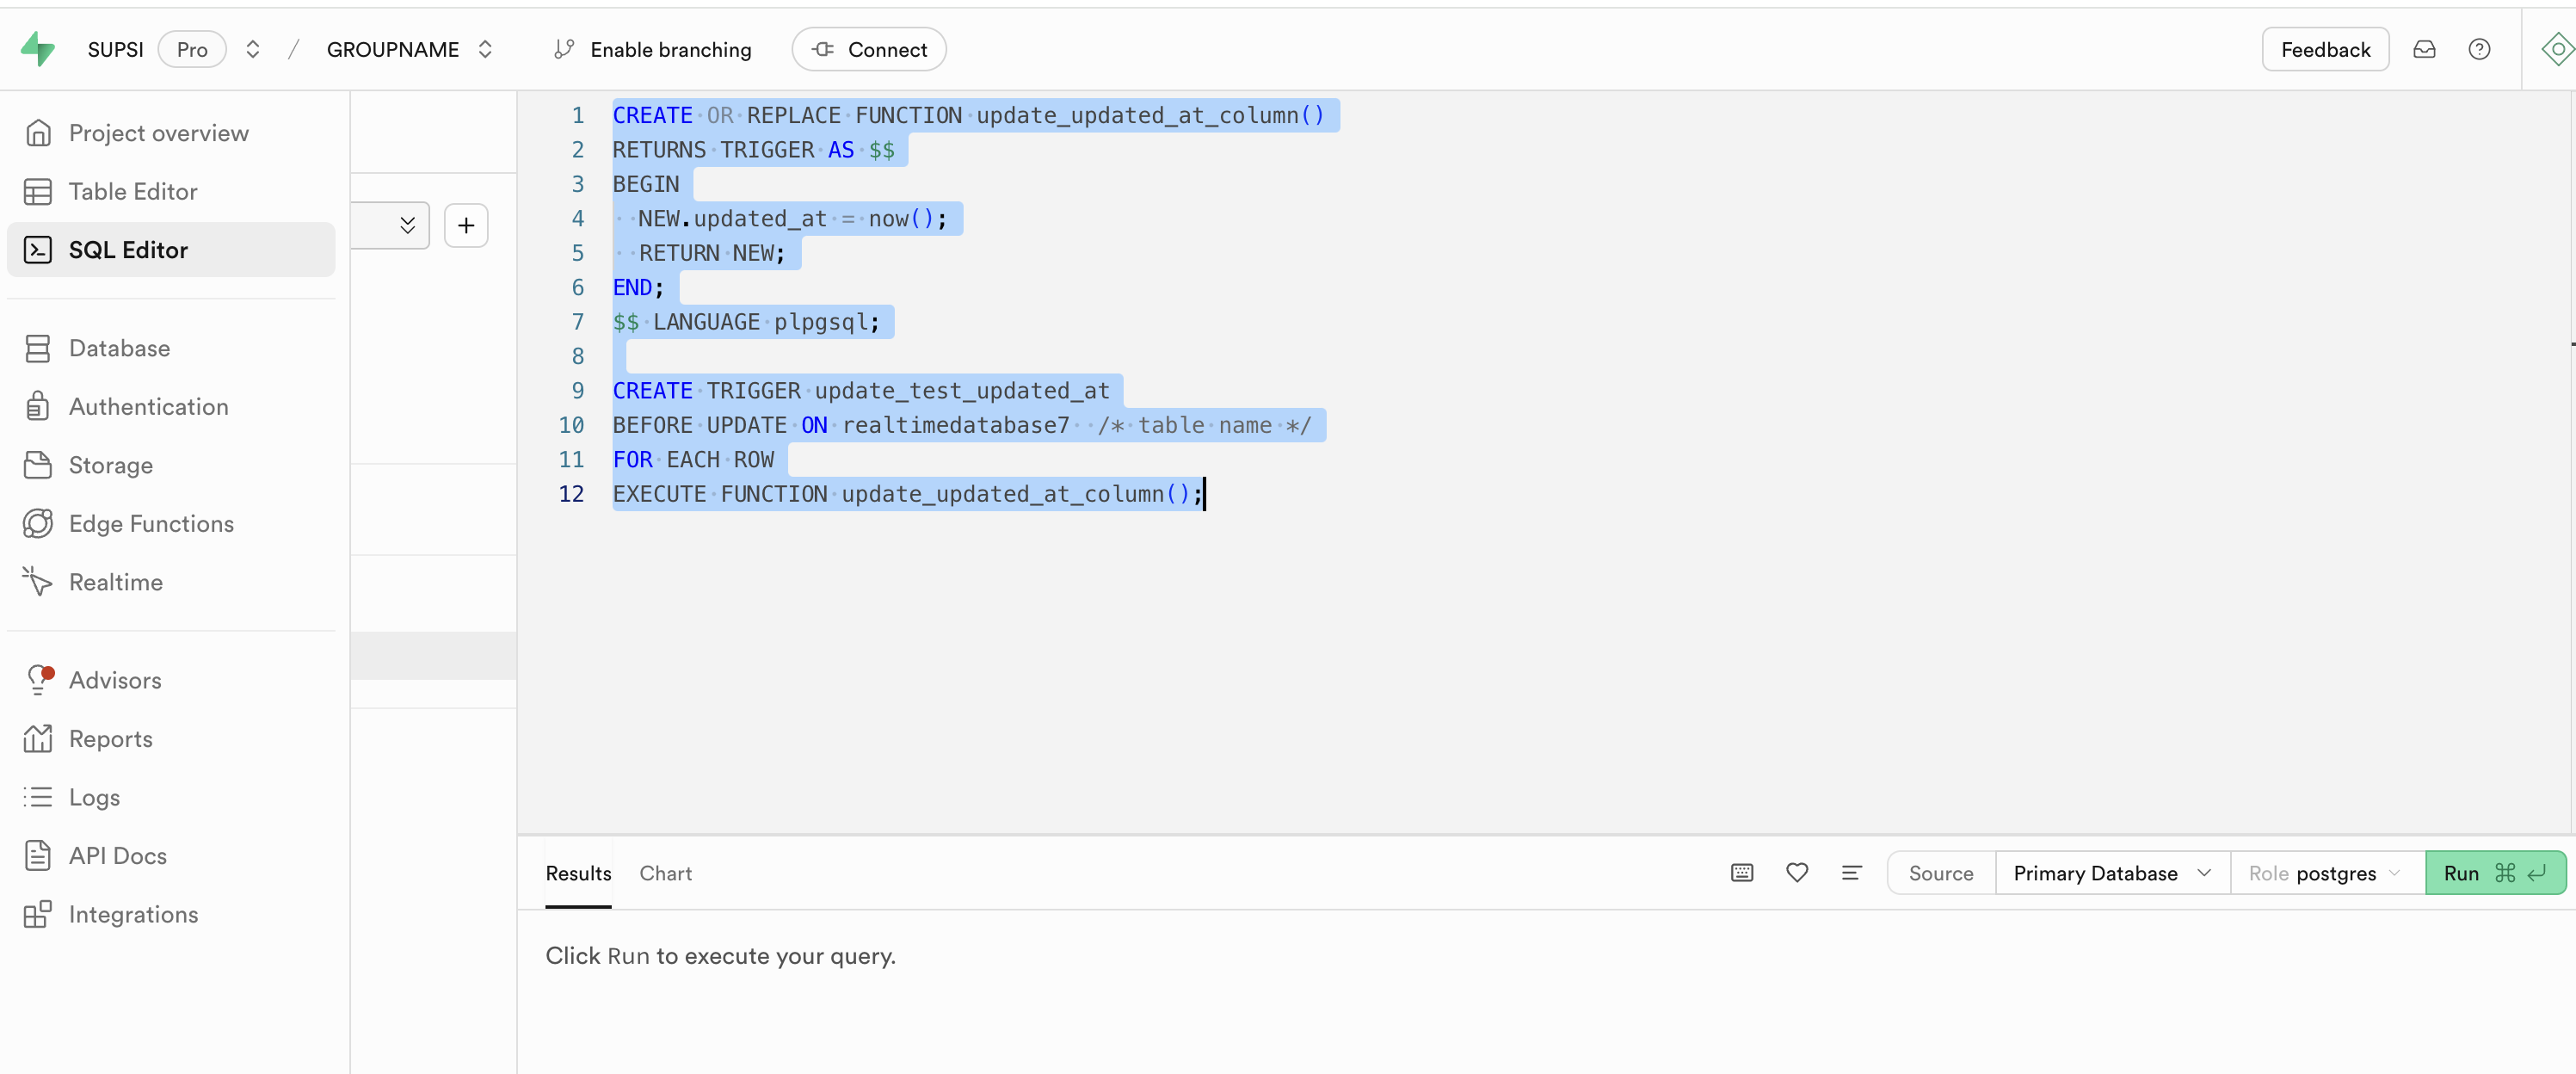 SUPSI Pro / GROUPNAME Enable branching Connect Feedback
Project overview
Table Editor
SQL Editor
Database
Authentication
Storage
Edge Functions
Realtime
Advisors
Reports
Logs
API Docs
Integrations
1 CREATE OR REPLACE FUNCTION update_updated_at_column()
2 RETURNS TRIGGER AS $$
3 BEGIN
4   NEW.updated_at = now();
5   RETURN NEW;
6 END;
7 $$ LANGUAGE plpgsql;
8
9 CREATE TRIGGER update_test_updated_at
10 BEFORE UPDATE ON realtimedatabase7  /* table name */
11 FOR EACH ROW
12 EXECUTE FUNCTION update_updated_at_column();
Results Chart Source Primary Database Role postgres Run ⌘ ↵
Click Run to execute your query.